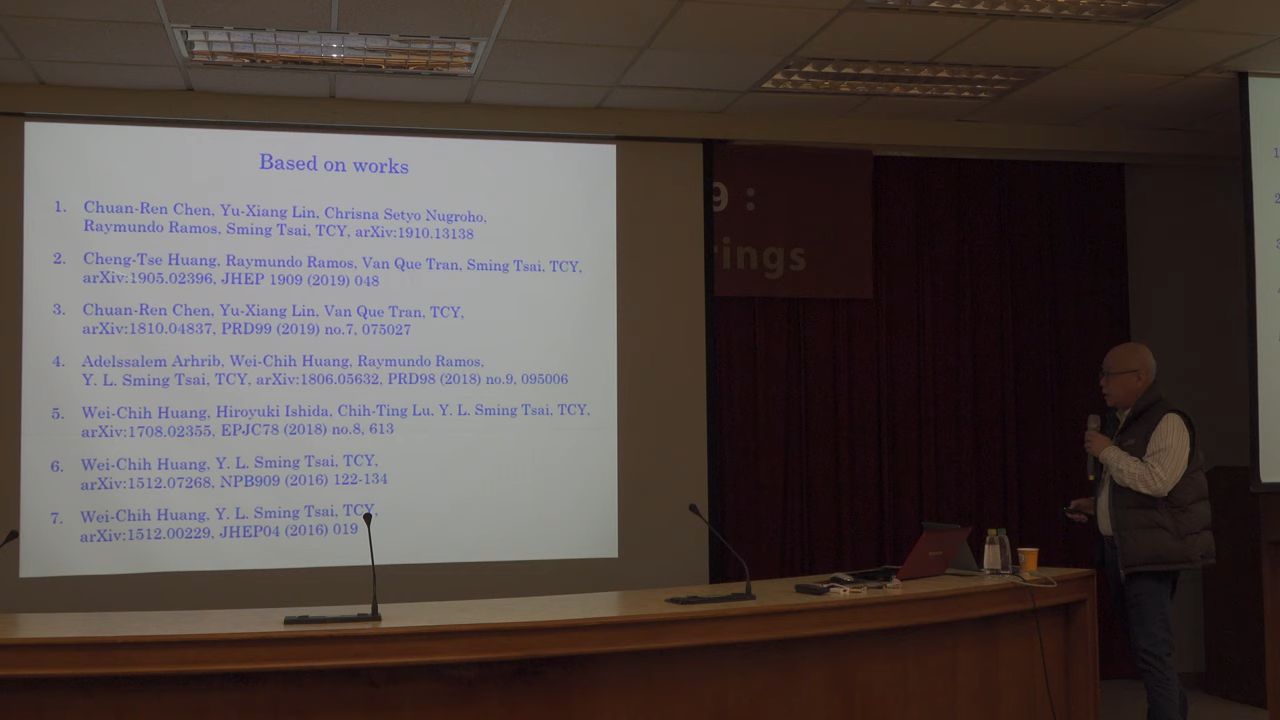 Based on works
1. Chuan-Ren Chen, Yu-Xiang Lin, Chrisna Setyo Nugroho,
Raymundo Ramos, Sming Tsai, TCY, arXiv:1910.13138
2. Cheng-Tse Huang, Raymundo Ramos, Van Que Tran, Sming Tsai, TCY,
arXiv:1905.02396, JHEP 1909 (2019) 048
3. Chuan-Ren Chen, Yu-Xiang Lin, Van Que Tran, TCY,
arXiv:1810.04837, PRD99 (2019) no.7, 075027
4. Adelssalem Arhrib, Wei-Chih Huang, Raymundo Ramos,
Y. L. Sming Tsai, TCY, arXiv:1806.05632, PRD98 (2018) no.9, 095006
5. Wei-Chih Huang, Hiroyuki Ishida, Chih-Ting Lu, Y. L. Sming Tsai, TCY,
arXiv:1708.02355, EPJC78 (2018) no.8, 613
6. Wei-Chih Huang, Y. L. Sming Tsai, TCY,
arXiv:1512.07268, NPB909 (2016) 122-134
7. Wei-Chih Huang, Y. L. Sming Tsai, TCY,
arXiv:1512.00229, JHEP04 (2016) 019
9 :
rings